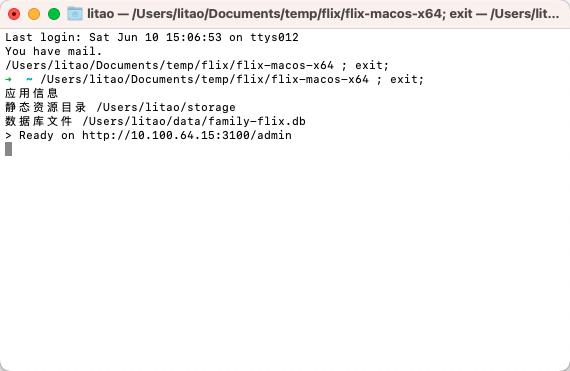 litao — /Users/litao/Documents/temp/flix/flix-macos-x64; exit — /Users/lit...
Last login: Sat Jun 10 15:06:53 on ttys012
You have mail.
/Users/litao/Documents/temp/flix/flix-macos-x64 ; exit;
➜  ~ /Users/litao/Documents/temp/flix/flix-macos-x64 ; exit;
应用信息
静态资源目录 /Users/litao/storage
数据库文件 /Users/litao/data/family-flix.db
> Ready on http://10.100.64.15:3100/admin